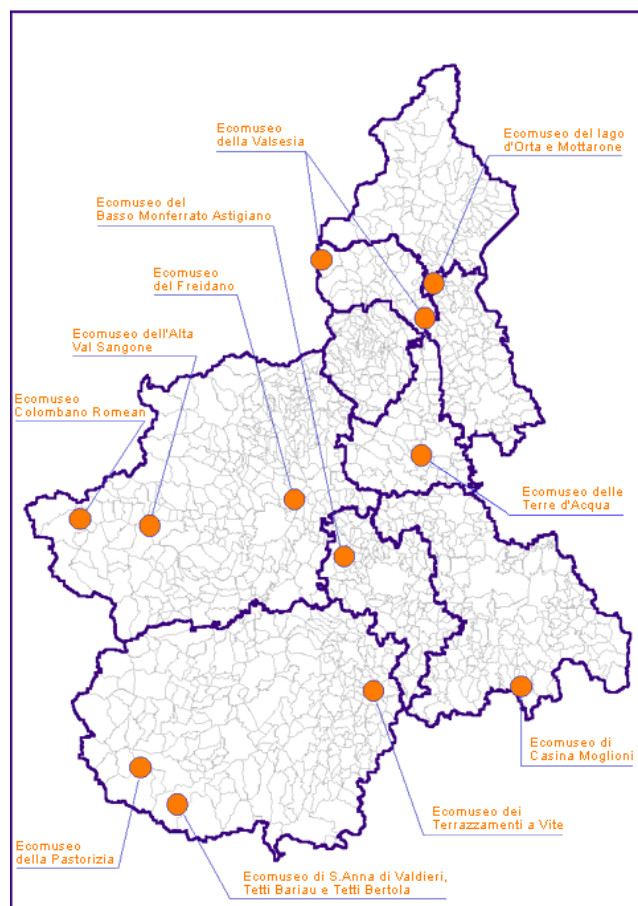 Ecomuseo
della Valsesia
Ecomuseo del lago
d'Orta e Mottarone
Ecomuseo del
Basso Monferrato Astigiano
Ecomuseo
del Freidano
Ecomuseo dell'Alta
Val Sangone
Ecomuseo
Colombano Romean
Ecomuseo delle
Terre d'Acqua
Ecomuseo di
Casina Moglioni
Ecomuseo dei
Terrazzamenti a Vite
Ecomuseo
della Pastorizia
Ecomuseo di S.Anna di Valdieri,
Tetti Bariau e Tetti Bertola